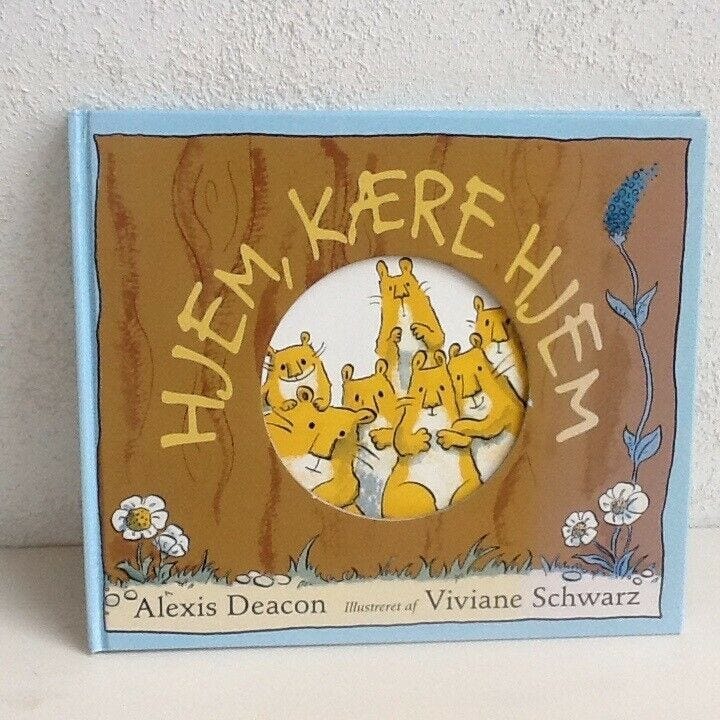 HJEM, KÆRE HJEM
Alexis Deacon Illustreret af Viviane Schwarz